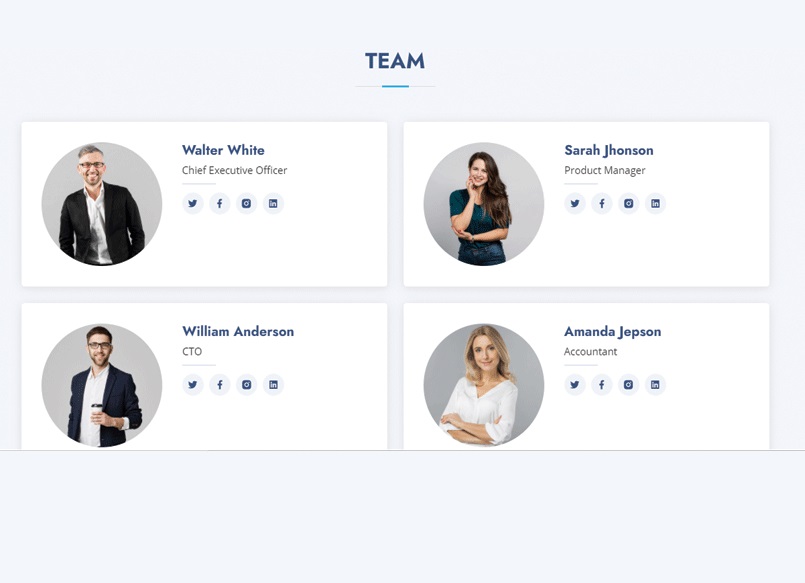 TEAM
Walter White
Chief Executive Officer
Sarah Jhonson
Product Manager
William Anderson
CTO
Amanda Jepson
Accountant